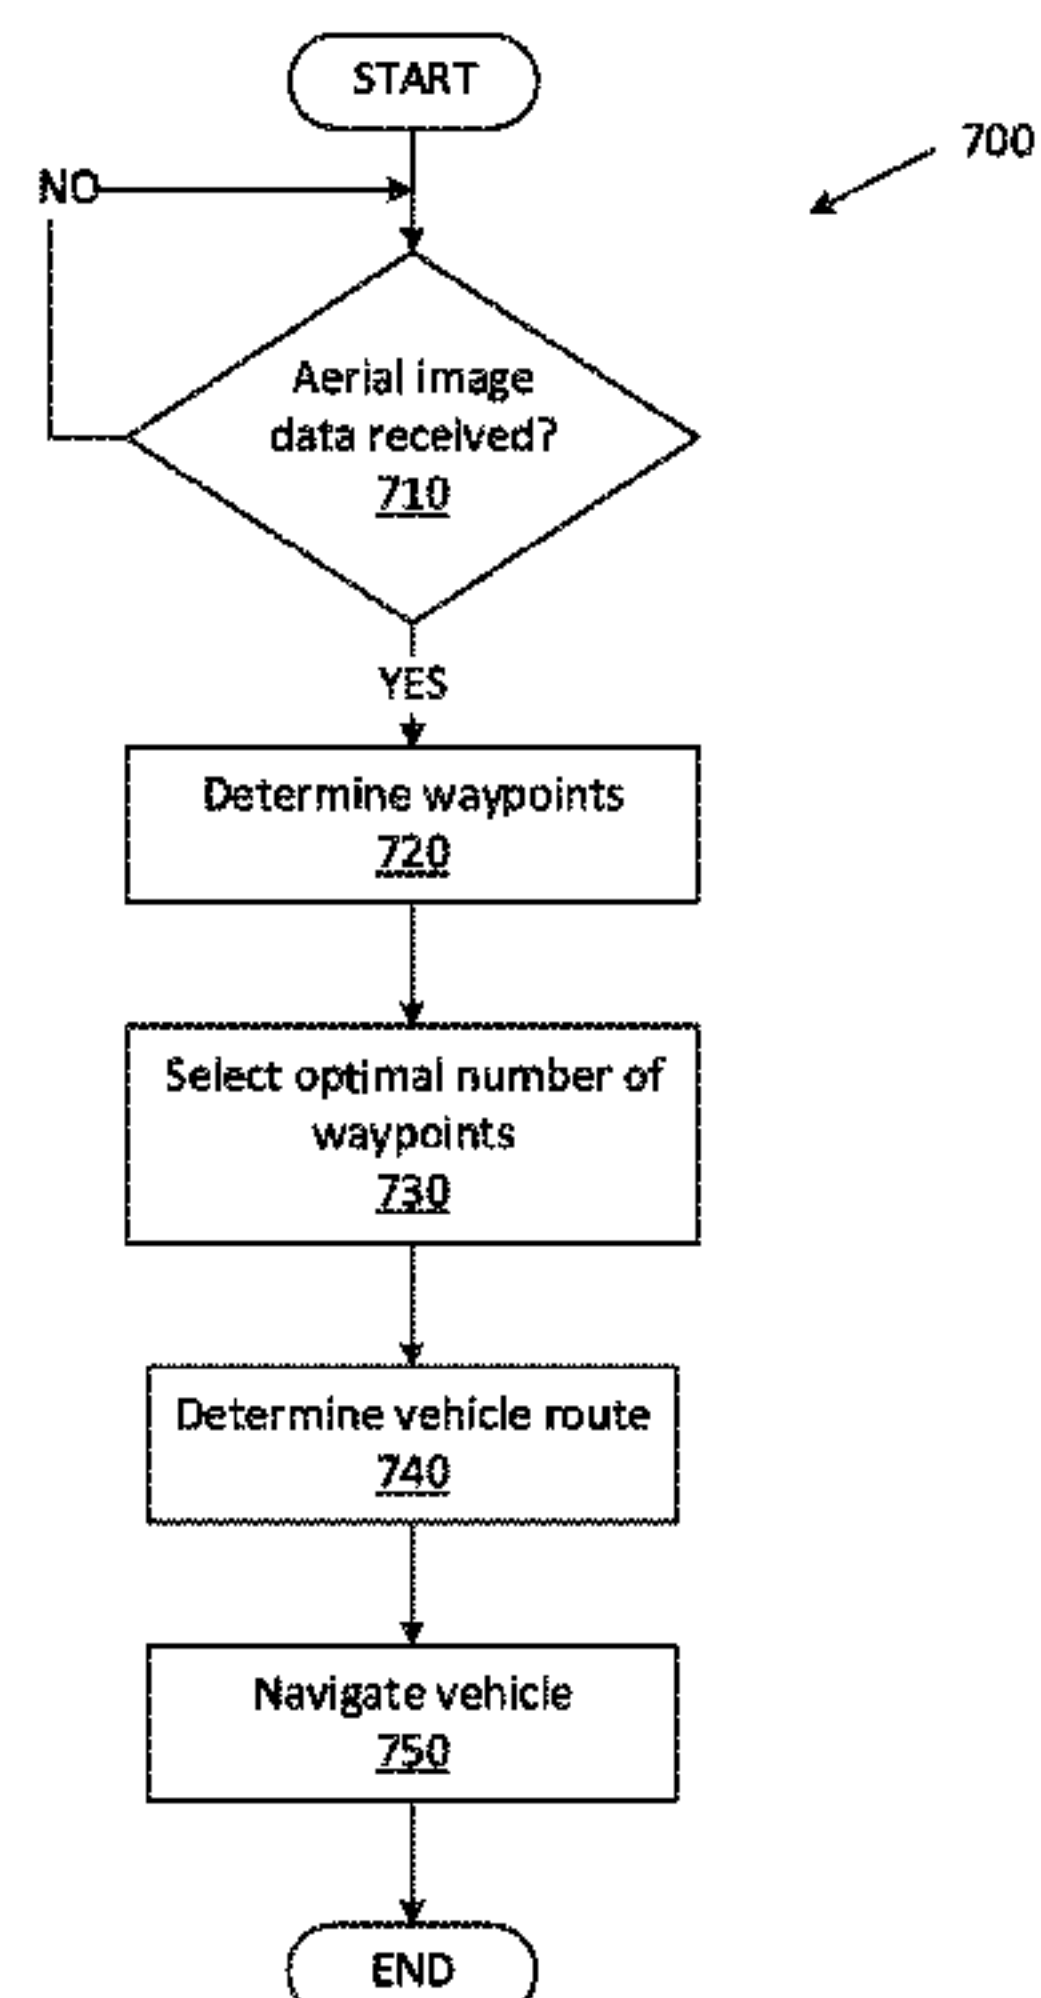 START
700
NO
Aerial image
data received?
710
YES
Determine waypoints
720
Select optimal number of
waypoints
730
Determine vehicle route
740
Navigate vehicle
750
END